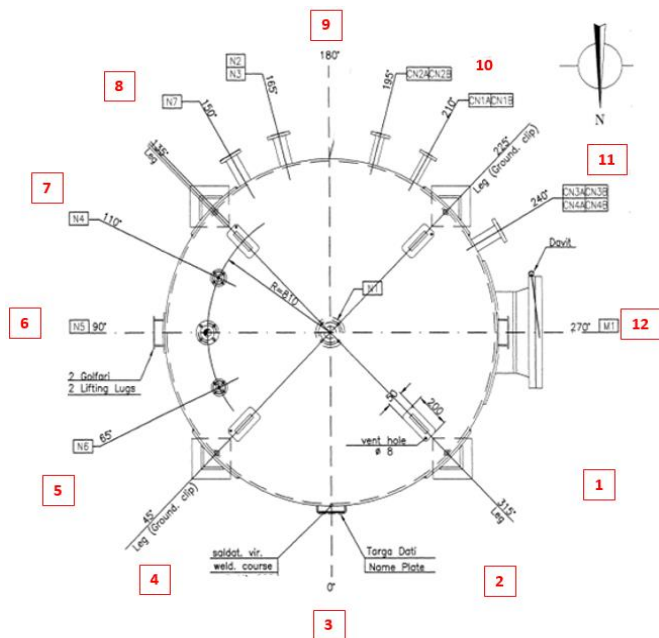 9
180°
N2
N3
165°
8
N7
150°
195°
CN2A CN2B
10
210°
CN1A CN1B
N
135°
Leg
225°
Leg (Ground. clip)
11
240°
CN3A CN3B
CN4A CN4B
7
N4
110°
Davit
R=810
N1
6
N5 90°
270° M1
12
2 Golfari
2 Lifting Lugs
50
200
65°
N6
vent hole
ø 8
5
45°
Leg (Ground. clip)
315°
Leg
1
saldat. vir.
weld. course
Targa Dati
Name Plate
4
0°
2
3